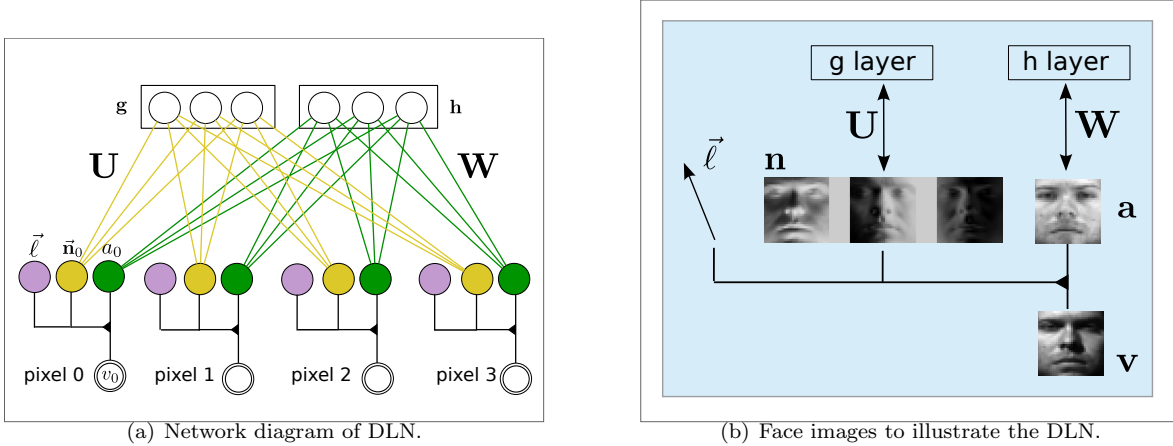 g h
U W
ℓ⃗ n⃗₀ a₀
pixel 0 v₀ pixel 1 pixel 2 pixel 3
(a) Network diagram of DLN.
g layer h layer
U W
ℓ⃗ n
a
v
(b) Face images to illustrate the DLN.